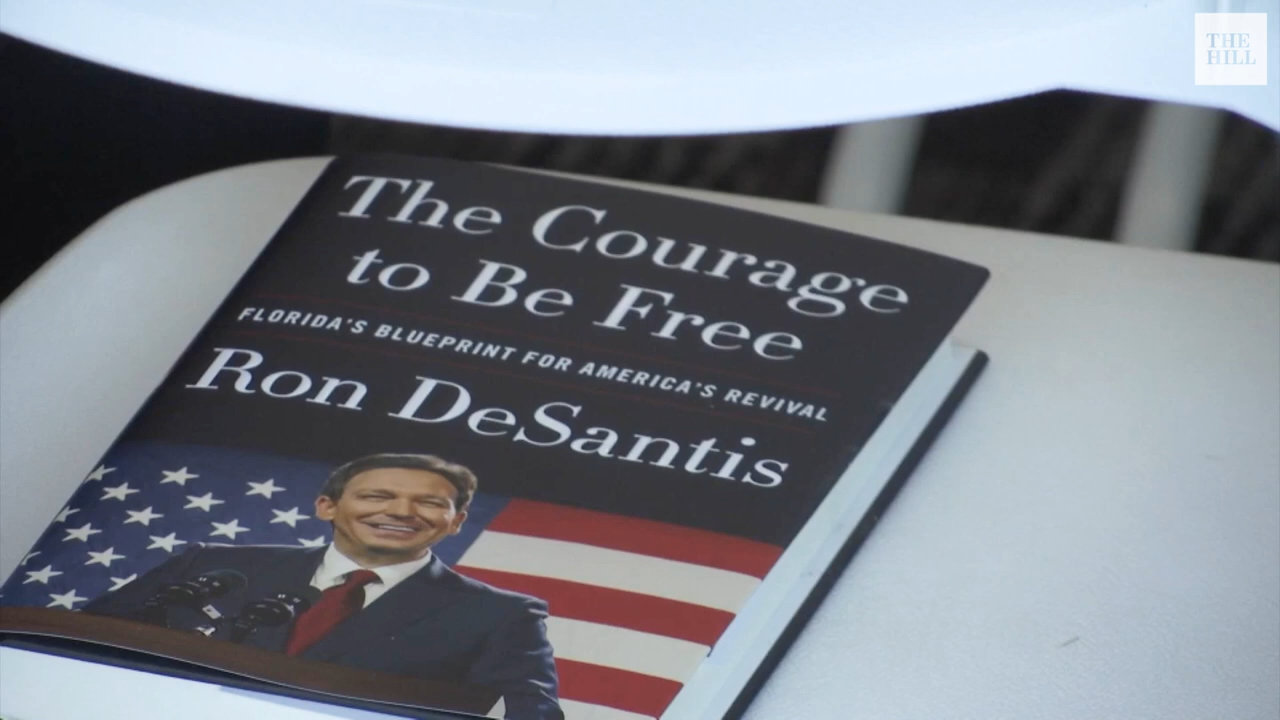 THE
HILL
The Courage
to Be Free
FLORIDA'S BLUEPRINT FOR AMERICA'S REVIVAL
Ron DeSantis